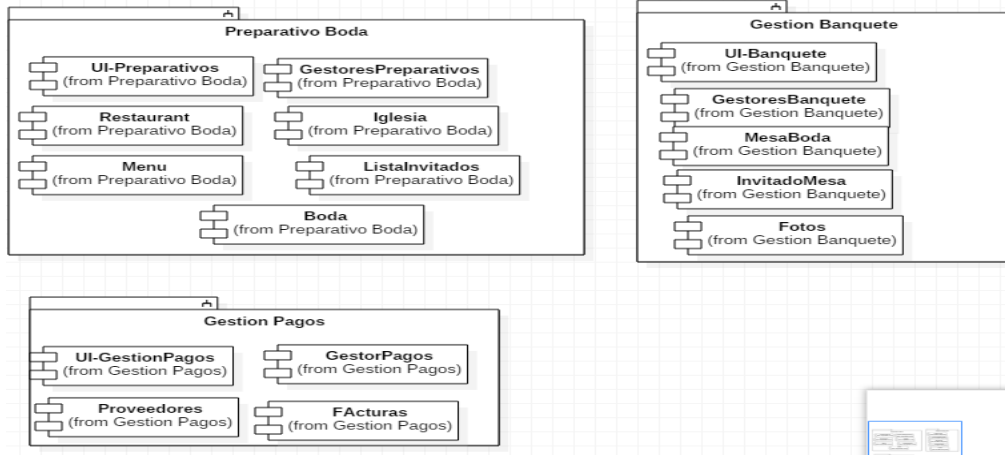 Preparativo Boda
UI-Preparativos
(from Preparativo Boda)
GestoresPreparativos
(from Preparativo Boda)
Restaurant
(from Preparativo Boda)
Iglesia
(from Preparativo Boda)
Menu
(from Preparativo Boda)
ListaInvitados
(from Preparativo Boda)
Boda
(from Preparativo Boda)
Gestion Banquete
UI-Banquete
(from Gestion Banquete)
GestoresBanquete
(from Gestion Banquete)
MesaBoda
(from Gestion Banquete)
InvitadoMesa
(from Gestion Banquete)
Fotos
(from Gestion Banquete)
Gestion Pagos
UI-GestionPagos
(from Gestion Pagos)
GestorPagos
(from Gestion Pagos)
Proveedores
(from Gestion Pagos)
FActuras
(from Gestion Pagos)